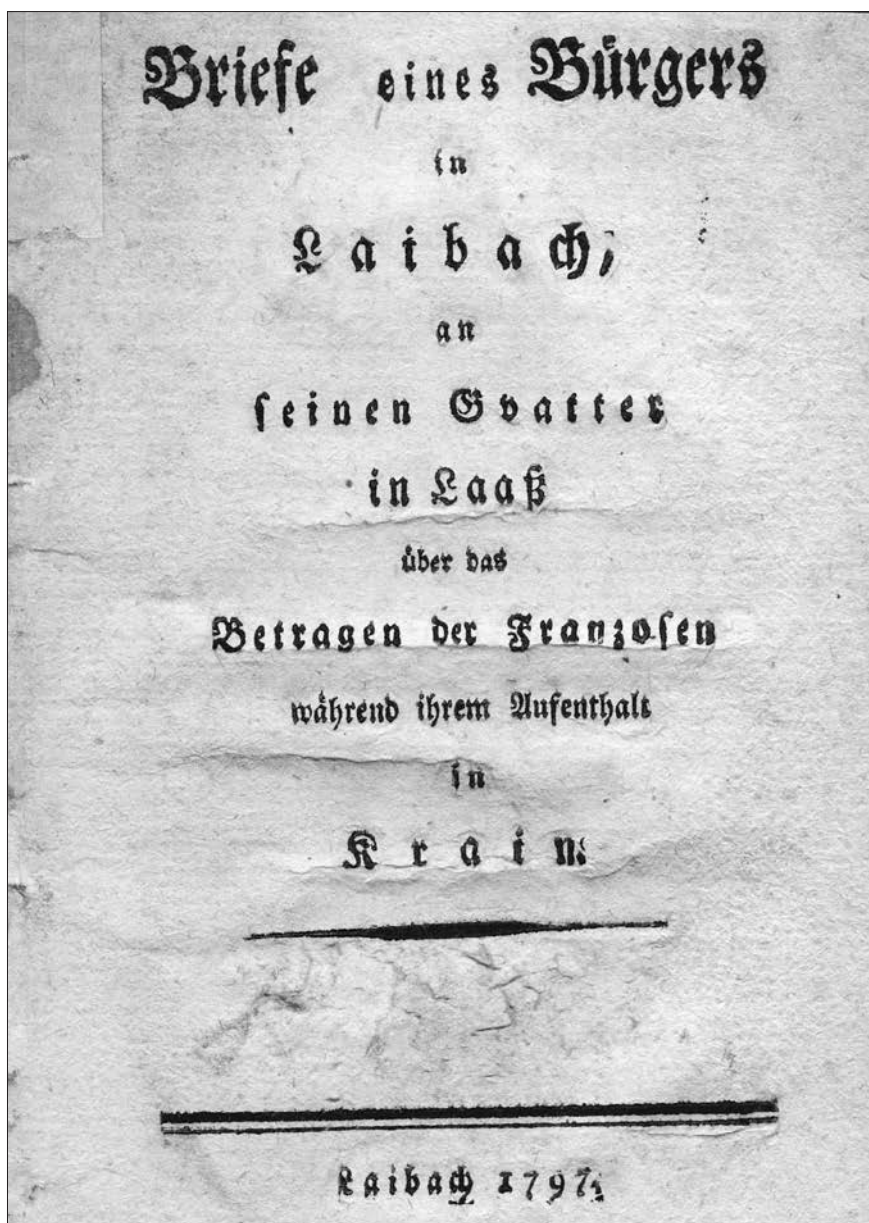 Briefe eines Bürgers
in
Laibach,
an
seinen Gvatter
in Laaß
über das
Betragen der Franzosen
während ihrem Aufenthalt
in
Krain.
Laibach 1797.